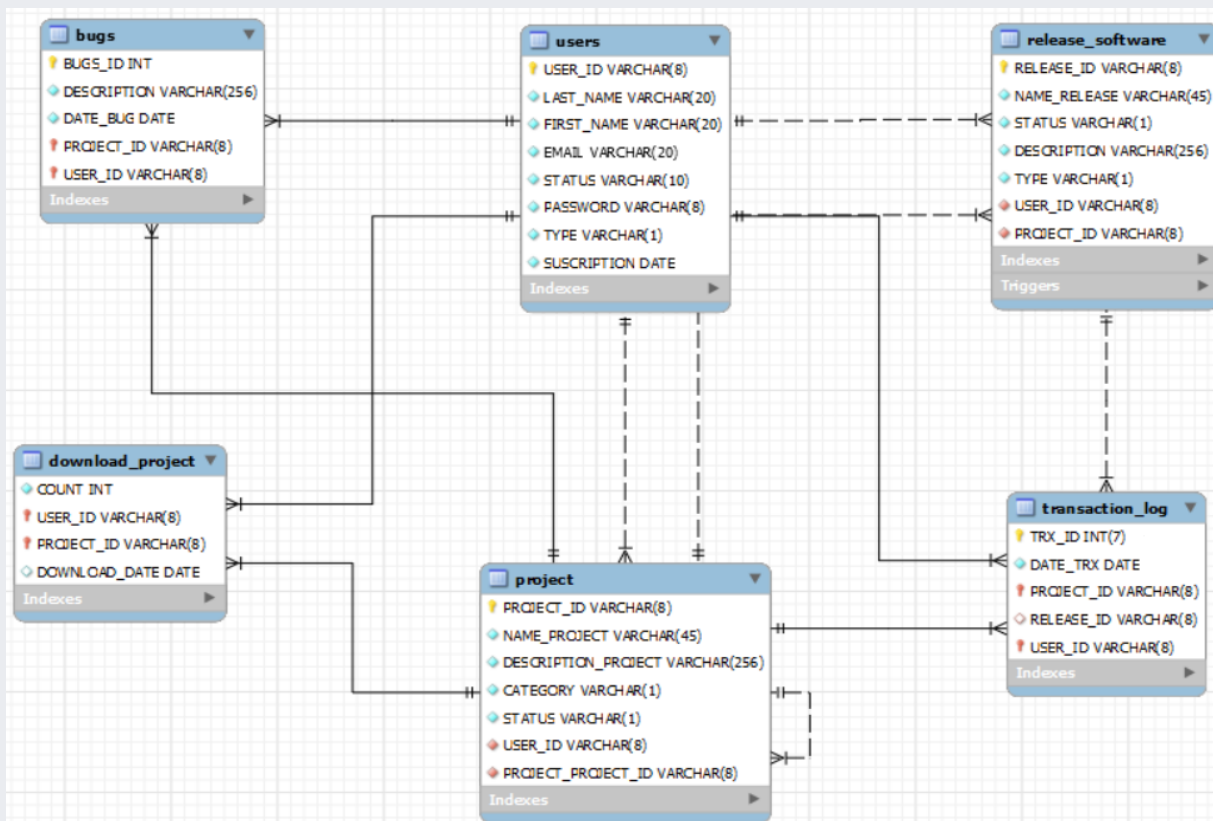 bugs
BUGS_ID INT
DESCRIPTION VARCHAR(256)
DATE_BUG DATE
PROJECT_ID VARCHAR(8)
USER_ID VARCHAR(8)
Indexes
users
USER_ID VARCHAR(8)
LAST_NAME VARCHAR(20)
FIRST_NAME VARCHAR(20)
EMAIL VARCHAR(20)
STATUS VARCHAR(10)
PASSWORD VARCHAR(8)
TYPE VARCHAR(1)
SUSCRIPTION DATE
Indexes
release_software
RELEASE_ID VARCHAR(8)
NAME_RELEASE VARCHAR(45)
STATUS VARCHAR(1)
DESCRIPTION VARCHAR(256)
TYPE VARCHAR(1)
USER_ID VARCHAR(8)
PROJECT_ID VARCHAR(8)
Indexes
Triggers
download_project
COUNT INT
USER_ID VARCHAR(8)
PROJECT_ID VARCHAR(8)
DOWNLOAD_DATE DATE
Indexes
project
PROJECT_ID VARCHAR(8)
NAME_PROJECT VARCHAR(45)
DESCRIPTION_PROJECT VARCHAR(256)
CATEGORY VARCHAR(1)
STATUS VARCHAR(1)
USER_ID VARCHAR(8)
PROJECT_PROJECT_ID VARCHAR(8)
Indexes
transaction_log
TRX_ID INT(7)
DATE_TRX DATE
PROJECT_ID VARCHAR(8)
RELEASE_ID VARCHAR(8)
USER_ID VARCHAR(8)
Indexes